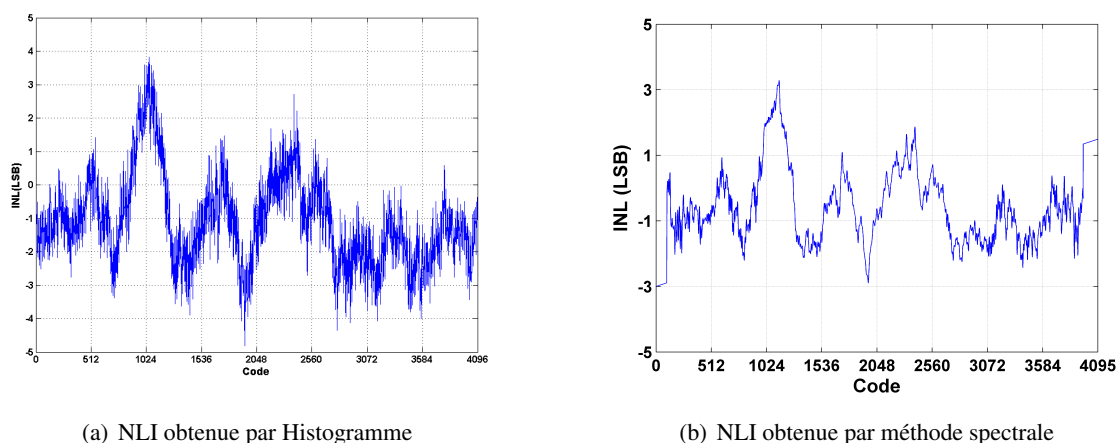 5
4
3
2
1
0
-1
-2
-3
-4
-5
INL(LSB)
0 512 1024 1536 2048 2560 3072 3584 4096
Code
(a) NLI obtenue par Histogramme
5
3
1
-1
-3
-5
INL (LSB)
0 512 1024 1536 2048 2560 3072 3584 4095
Code
(b) NLI obtenue par méthode spectrale